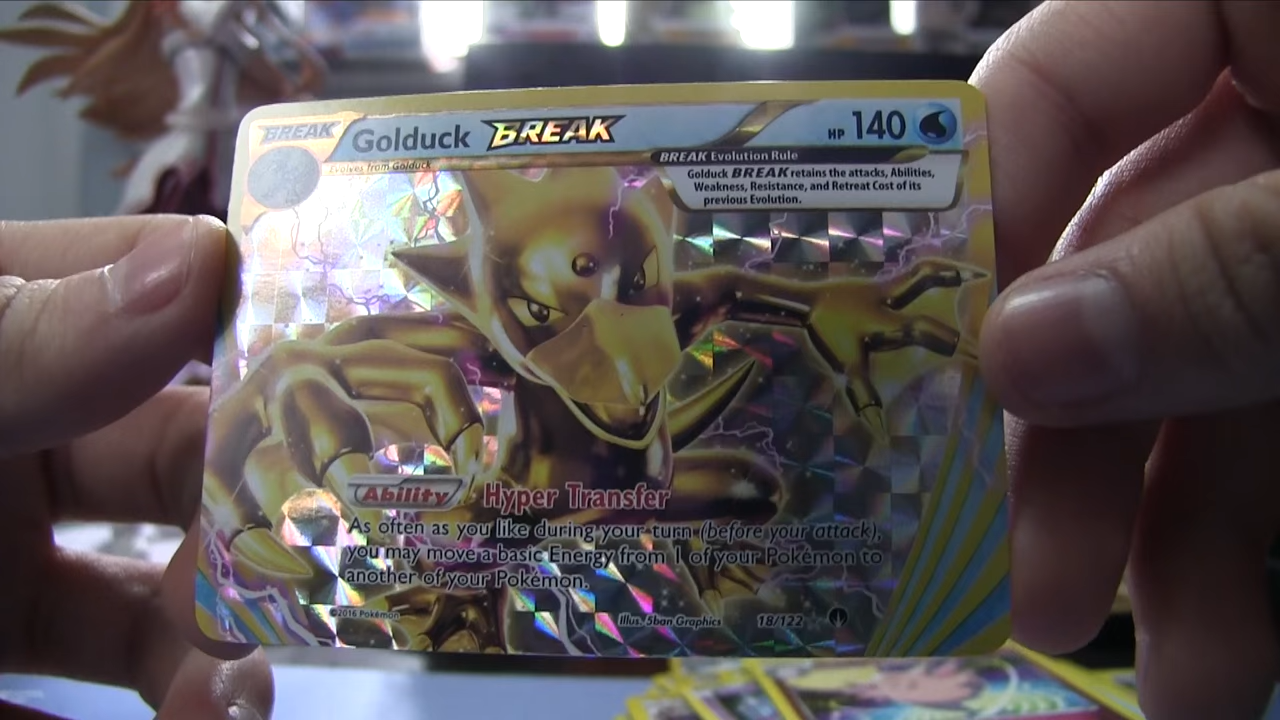 BREAK
Golduck BREAK
HP 140
Evolves from Golduck
BREAK Evolution Rule
Golduck BREAK retains the attacks, Abilities,
Weakness, Resistance, and Retreat Cost of its
previous Evolution.
Ability Hyper Transfer
As often as you like during your turn (before your attack),
you may move a basic Energy from 1 of your Pokémon to
another of your Pokémon.
©2016 Pokémon
Illus. 5ban Graphics
18/122